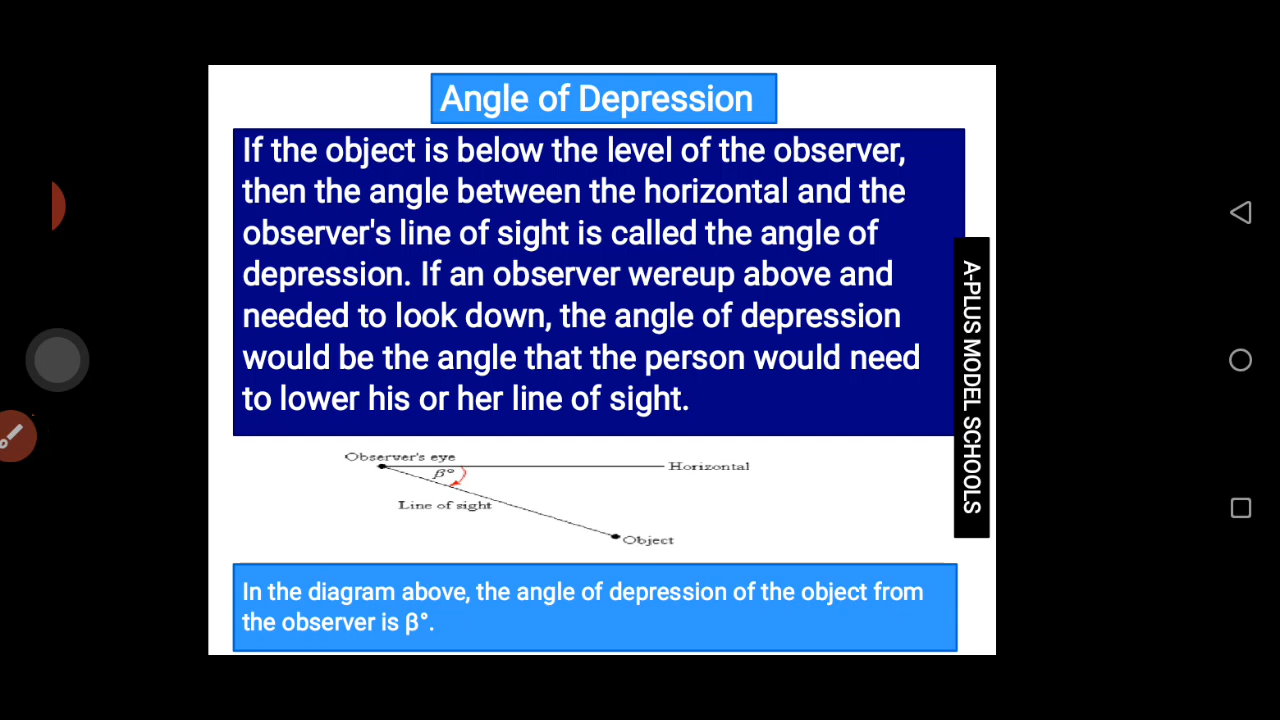 Angle of Depression
If the object is below the level of the observer,
then the angle between the horizontal and the
observer's line of sight is called the angle of
depression. If an observer wereup above and
needed to look down, the angle of depression
would be the angle that the person would need
to lower his or her line of sight.
A-PLUS MODEL SCHOOLS
Observer's eye
β°
Horizontal
Line of sight
Object
In the diagram above, the angle of depression of the object from
the observer is β°.